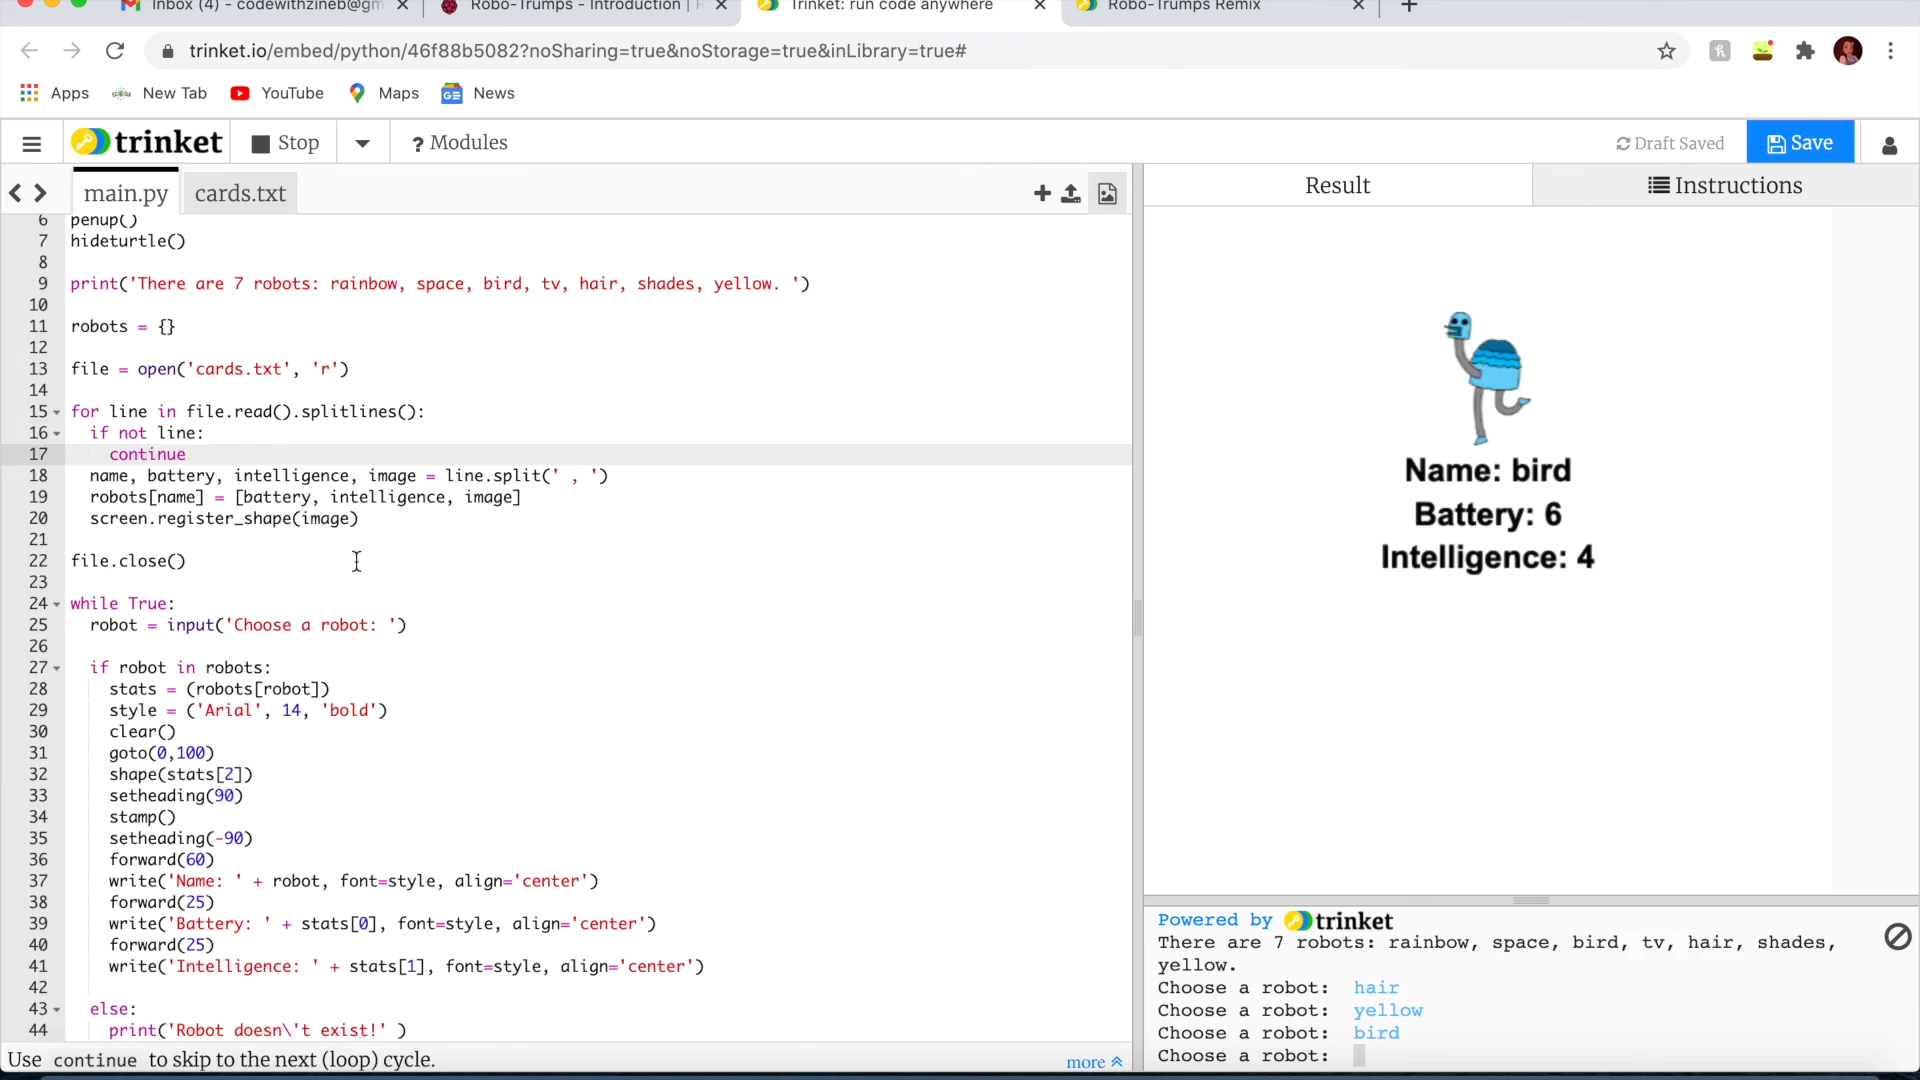 Inbox (4) - codewithzineb@gm
Robo-Trumps - Introduction |
Trinket: run code anywhere
Robo-Trumps Remix
trinket.io/embed/python/46f88b5082?noSharing=true&noStorage=true&inLibrary=true#
Apps New Tab YouTube Maps News
trinket Stop ? Modules Draft Saved Save
main.py cards.txt Result Instructions
6 penup()
7 hideturtle()
8
9 print('There are 7 robots: rainbow, space, bird, tv, hair, shades, yellow. ')
10
11 robots = {}
12
13 file = open('cards.txt', 'r')
14
15 for line in file.read().splitlines():
16 if not line:
17 continue
18 name, battery, intelligence, image = line.split(' , ')
19 robots[name] = [battery, intelligence, image]
20 screen.register_shape(image)
21
22 file.close()
23
24 while True:
25 robot = input('Choose a robot: ')
26
27 if robot in robots:
28 stats = (robots[robot])
29 style = ('Arial', 14, 'bold')
30 clear()
31 goto(0,100)
32 shape(stats[2])
33 setheading(90)
34 stamp()
35 setheading(-90)
36 forward(60)
37 write('Name: ' + robot, font=style, align='center')
38 forward(25)
39 write('Battery: ' + stats[0], font=style, align='center')
40 forward(25)
41 write('Intelligence: ' + stats[1], font=style, align='center')
42
43 else:
44 print('Robot doesn\'t exist!' )
Use continue to skip to the next (loop) cycle.
more
Name: bird
Battery: 6
Intelligence: 4
Powered by trinket
There are 7 robots: rainbow, space, bird, tv, hair, shades,
yellow.
Choose a robot: hair
Choose a robot: yellow
Choose a robot: bird
Choose a robot: